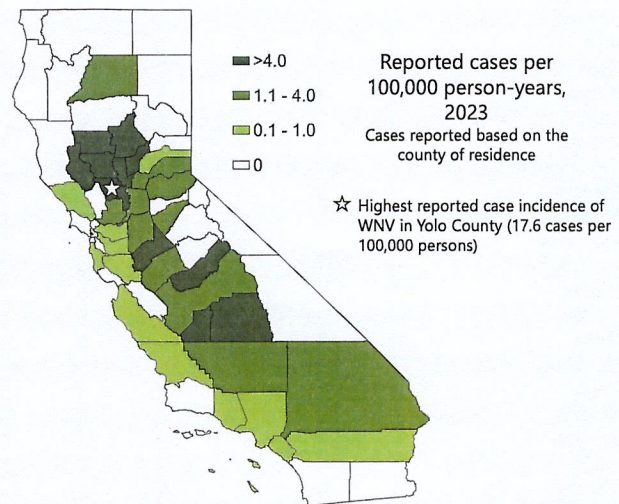 >4.0
1.1 - 4.0
0.1 - 1.0
0
Reported cases per
100,000 person-years,
2023
Cases reported based on the
county of residence
Highest reported case incidence of
WNV in Yolo County (17.6 cases per
100,000 persons)